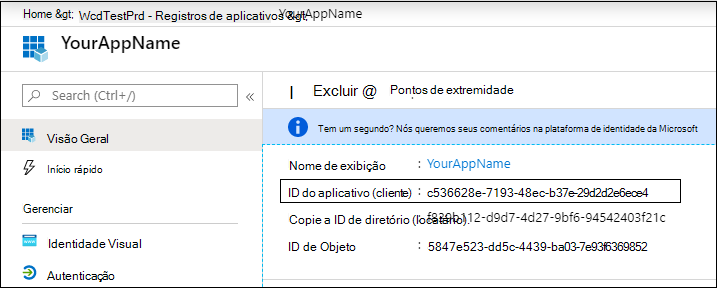 Home &gt; WcdTestPrd - Registros de aplicativos &gt; YourAppName
YourAppName
Search (Ctrl+/)
«
Excluir @ Pontos de extremidade
Visão Geral
Tem um segundo? Nós queremos seus comentários na plataforma de identidade da Microsoft
Início rápido
Nome de exibição : YourAppName
ID do aplicativo (cliente) : c536628e-7193-48ec-b37e-29d2d2e6ece4
Gerenciar
Copie a ID de diretório (locatário). f839b112-d9d7-4d27-9bf6-94542403f21c
Identidade Visual
ID de Objeto : 5847e523-dd5c-4439-ba03-7e93f6369852
Autenticação